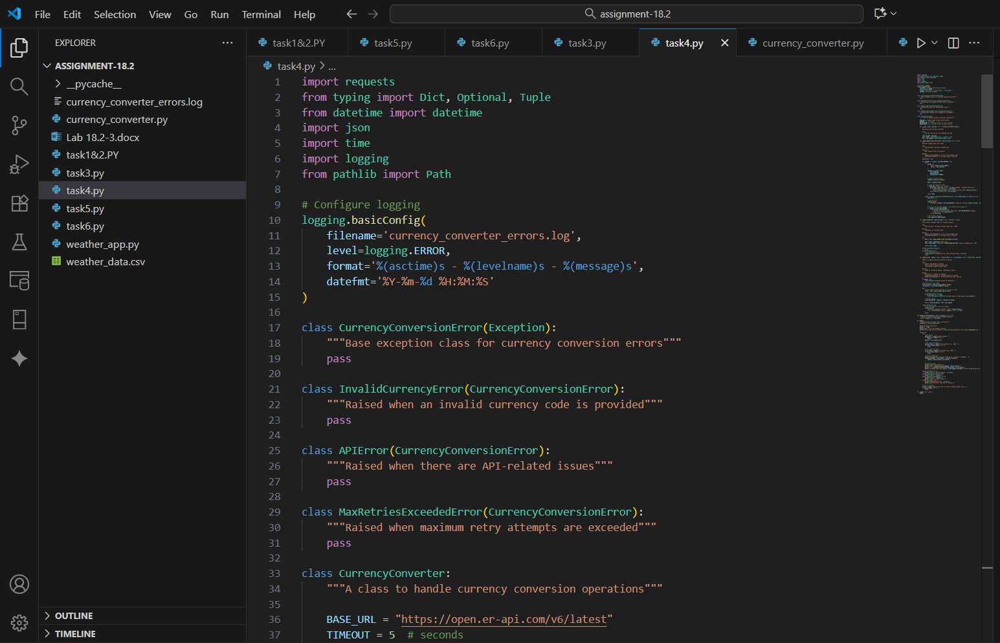 File Edit Selection View Go Run Terminal Help
assignment-18.2
EXPLORER
ASSIGNMENT-18.2
__pycache__
currency_converter_errors.log
currency_converter.py
Lab 18.2-3.docx
task1&2.PY
task3.py
task4.py
task5.py
task6.py
weather_app.py
weather_data.csv
OUTLINE
TIMELINE
task1&2.PY task5.py task6.py task3.py task4.py currency_converter.py
task4.py > ...
1 import requests
2 from typing import Dict, Optional, Tuple
3 from datetime import datetime
4 import json
5 import time
6 import logging
7 from pathlib import Path
8
9 # Configure logging
10 logging.basicConfig(
11     filename='currency_converter_errors.log',
12     level=logging.ERROR,
13     format='%(asctime)s - %(levelname)s - %(message)s',
14     datefmt='%Y-%m-%d %H:%M:%S'
15 )
16
17 class CurrencyConversionError(Exception):
18     """Base exception class for currency conversion errors"""
19     pass
20
21 class InvalidCurrencyError(CurrencyConversionError):
22     """Raised when an invalid currency code is provided"""
23     pass
24
25 class APIError(CurrencyConversionError):
26     """Raised when there are API-related issues"""
27     pass
28
29 class MaxRetriesExceededError(CurrencyConversionError):
30     """Raised when maximum retry attempts are exceeded"""
31     pass
32
33 class CurrencyConverter:
34     """A class to handle currency conversion operations"""
35
36     BASE_URL = "https://open.er-api.com/v6/latest"
37     TIMEOUT = 5  # seconds